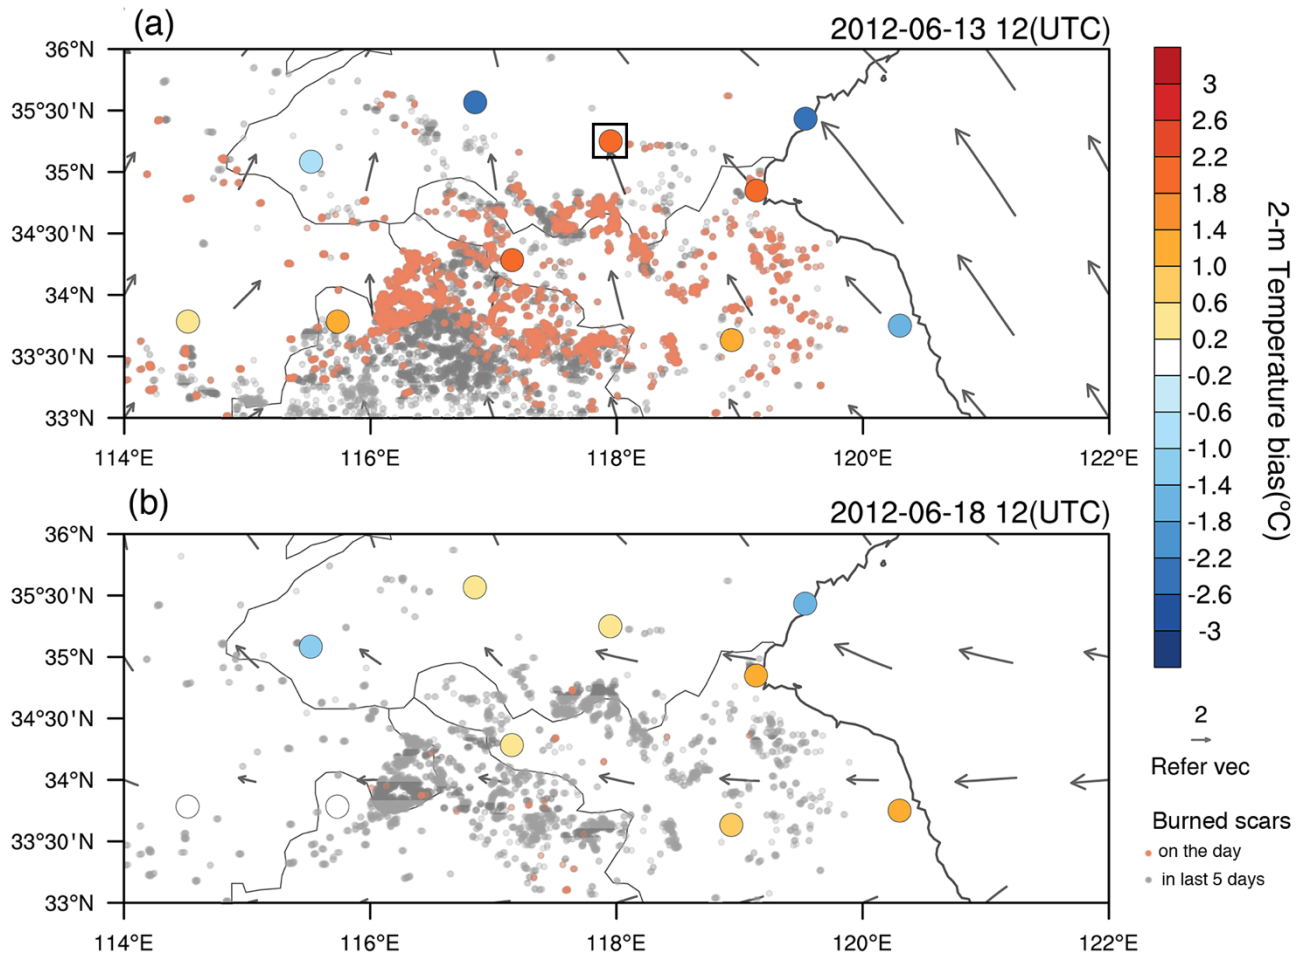 (a)
2012-06-13 12(UTC)
36°N
35°30'N
35°N
34°30'N
34°N
33°30'N
33°N
114°E 116°E 118°E 120°E 122°E
(b)
2012-06-18 12(UTC)
36°N
35°30'N
35°N
34°30'N
34°N
33°30'N
33°N
114°E 116°E 118°E 120°E 122°E
3
2.6
2.2
1.8
1.4
1.0
0.6
0.2
-0.2
-0.6
-1.0
-1.4
-1.8
-2.2
-2.6
-3
2-m Temperature bias(°C)
2
Refer vec
Burned scars
on the day
in last 5 days